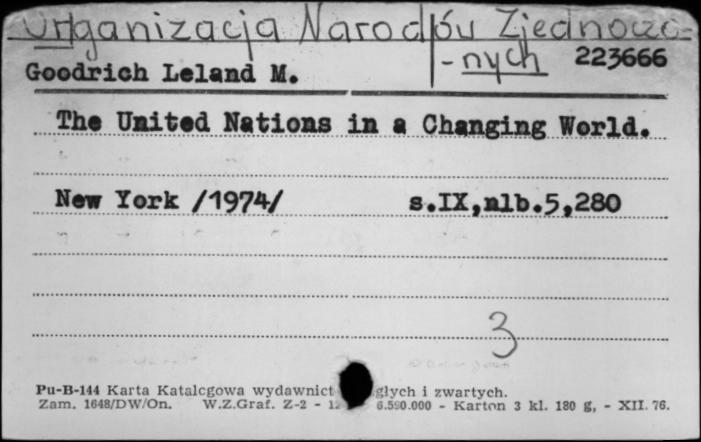 Organizacja Narodów Zjednoczo-
-nych 223666
Goodrich Leland M.
The United Nations in a Changing World.
New York /1974/ s.IX,nlb.5,280
3
Pu-B-144 Karta Katalogowa wydawnict głych i zwartych.
Zam. 1648/DW/On. W.Z.Graf. Z-2 - 6.590.000 - Karton 3 kl. 180 g, - XII. 76.